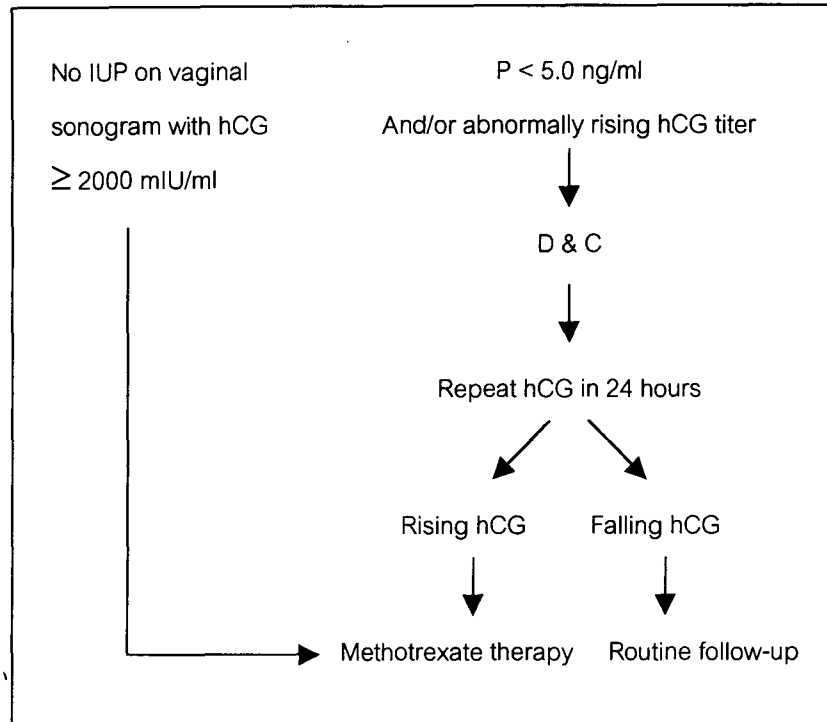 No IUP on vaginal
sonogram with hCG
≥ 2000 mIU/ml
P < 5.0 ng/ml
And/or abnormally rising hCG titer
D & C
Repeat hCG in 24 hours
Rising hCG
Falling hCG
Methotrexate therapy
Routine follow-up